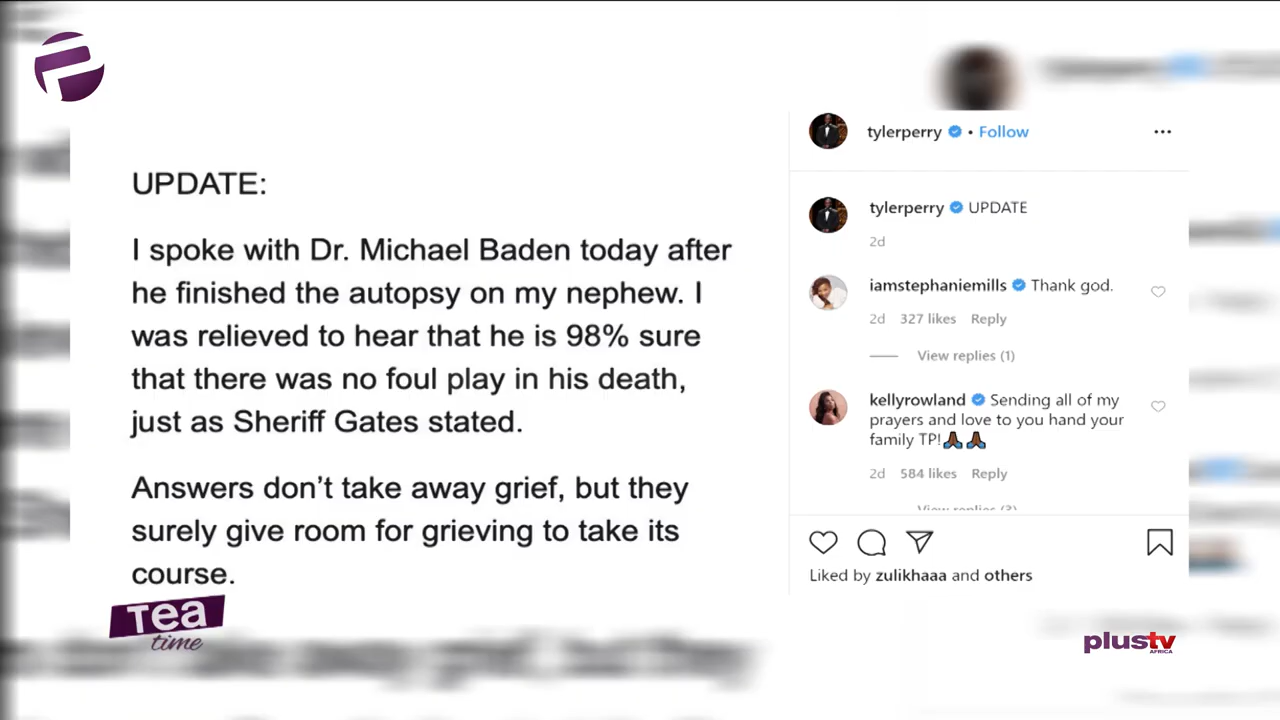 UPDATE:
I spoke with Dr. Michael Baden today after
he finished the autopsy on my nephew. I
was relieved to hear that he is 98% sure
that there was no foul play in his death,
just as Sheriff Gates stated.
Answers don't take away grief, but they
surely give room for grieving to take its
course.
tylerperry • Follow
tylerperry UPDATE
2d
iamstephaniemills Thank god.
2d 327 likes Reply
View replies (1)
kellyrowland Sending all of my
prayers and love to you hand your
family TP!🙏🏾🙏🏾
2d 584 likes Reply
View replies (3)
Liked by zulikhaaa and others
Tea
time
plustv
AFRICA